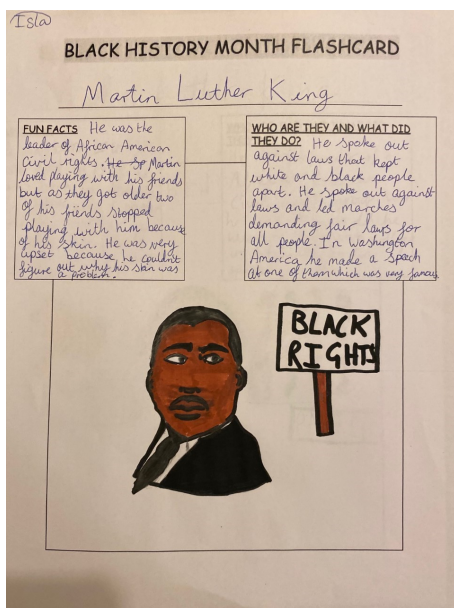 Isla
BLACK HISTORY MONTH FLASHCARD
Martin Luther King
FUN FACTS He was the
leader of African American
Civil rights. He sp Martin
loved playing with his friends
but as they got older two
of his friends stopped
playing with him because
of his skin. He was very
upset because he couldn't
figure out why his skin was
a problem.
WHO ARE THEY AND WHAT DID
THEY DO? He spoke out
against laws that kept
white and black people
apart. He spoke out against
laws and led marches
demanding fair laws for
all people. In Washington
America he made a speach
at one of them which was very famous
BLACK
RIGHTS